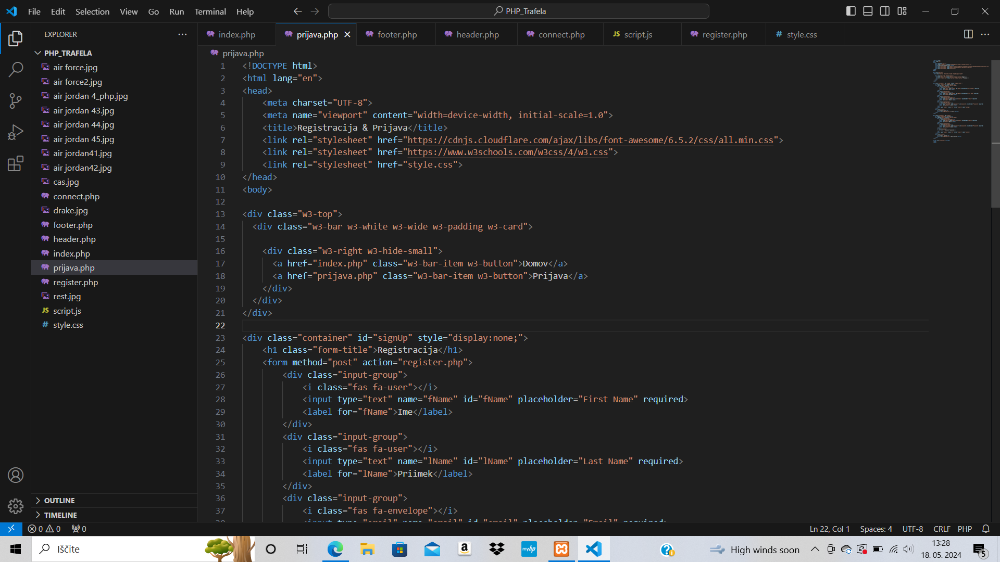 File Edit Selection View Go Run Terminal Help
PHP_Trafela
EXPLORER
PHP_TRAFELA
air force.jpg
air force2.jpg
air jordan 4_php.jpg
air jordan 43.jpg
air jordan 44.jpg
air jordan 45.jpg
air jordan41.jpg
air jordan42.jpg
cas.jpg
connect.php
drake.jpg
footer.php
header.php
index.php
prijava.php
register.php
rest.jpg
JS script.js
# style.css
OUTLINE
TIMELINE
index.php prijava.php footer.php header.php connect.php JS script.js register.php # style.css
prijava.php
1 <!DOCTYPE html>
2 <html lang="en">
3 <head>
4 <meta charset="UTF-8">
5 <meta name="viewport" content="width=device-width, initial-scale=1.0">
6 <title>Registracija & Prijava</title>
7 <link rel="stylesheet" href="https://cdnjs.cloudflare.com/ajax/libs/font-awesome/6.5.2/css/all.min.css">
8 <link rel="stylesheet" href="https://www.w3schools.com/w3css/4/w3.css">
9 <link rel="stylesheet" href="style.css">
10 </head>
11 <body>
12
13 <div class="w3-top">
14 <div class="w3-bar w3-white w3-wide w3-padding w3-card">
15
16 <div class="w3-right w3-hide-small">
17 <a href="index.php" class="w3-bar-item w3-button">Domov</a>
18 <a href="prijava.php" class="w3-bar-item w3-button">Prijava</a>
19 </div>
20 </div>
21 </div>
22
23 <div class="container" id="signUp" style="display:none;">
24 <h1 class="form-title">Registracija</h1>
25 <form method="post" action="register.php">
26 <div class="input-group">
27 <i class="fas fa-user"></i>
28 <input type="text" name="fName" id="fName" placeholder="First Name" required>
29 <label for="fName">Ime</label>
30 </div>
31 <div class="input-group">
32 <i class="fas fa-user"></i>
33 <input type="text" name="lName" id="lName" placeholder="Last Name" required>
34 <label for="lName">Priimek</label>
35 </div>
36 <div class="input-group">
37 <i class="fas fa-envelope"></i>
38 <input type="email" name="email" id="email" placeholder="Email" required>
0 0 0
Ln 22, Col 1 Spaces: 4 UTF-8 CRLF PHP
Iščite
a
myhp
High winds soon
13:28
18. 05. 2024
5